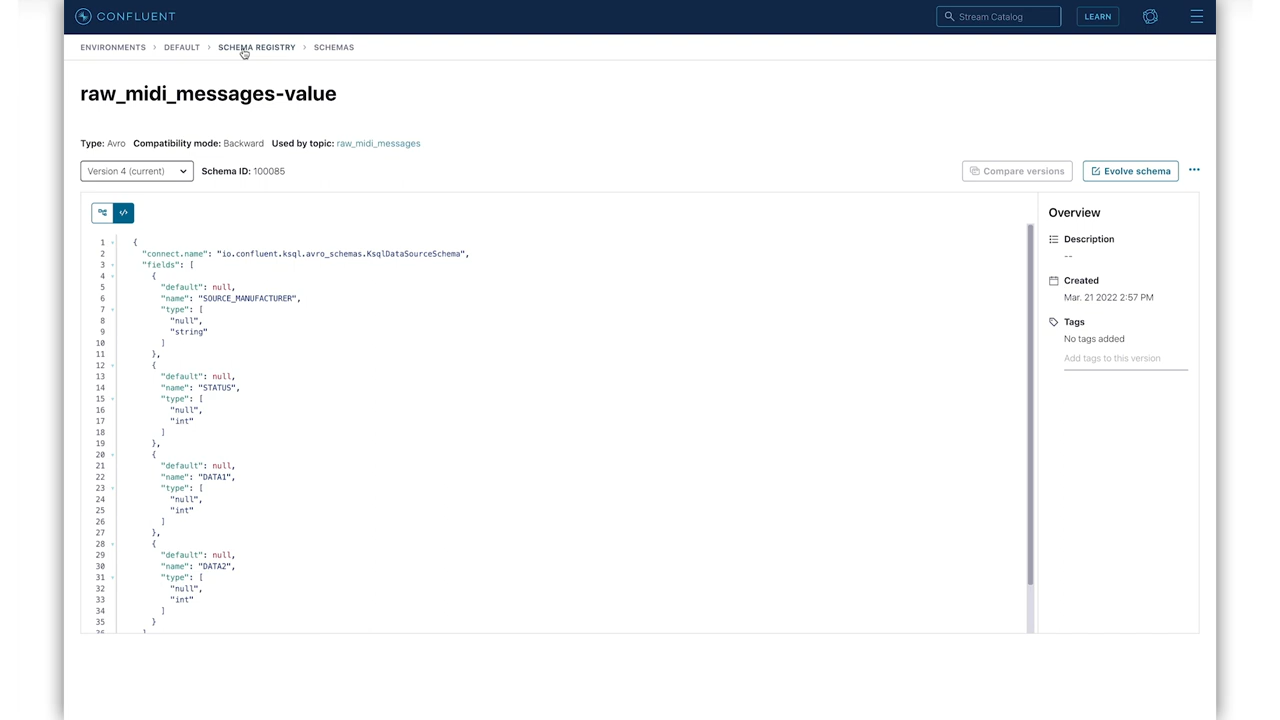 CONFLUENT
Stream Catalog
LEARN
ENVIRONMENTS > DEFAULT > SCHEMA REGISTRY > SCHEMAS
raw_midi_messages-value
Type: Avro Compatibility mode: Backward Used by topic: raw_midi_messages
Version 4 (current) Schema ID: 100085
Compare versions
Evolve schema
1 {
2 "connect.name": "io.confluent.ksql.avro_schemas.KsqlDataSourceSchema",
3 "fields": [
4 {
5 "default": null,
6 "name": "SOURCE_MANUFACTURER",
7 "type": [
8 "null",
9 "string"
10 ]
11 },
12 {
13 "default": null,
14 "name": "STATUS",
15 "type": [
16 "null",
17 "int"
18 ]
19 },
20 {
21 "default": null,
22 "name": "DATA1",
23 "type": [
24 "null",
25 "int"
26 ]
27 },
28 {
29 "default": null,
30 "name": "DATA2",
31 "type": [
32 "null",
33 "int"
34 ]
35 }
36 ]
Overview
Description
--
Created
Mar. 21 2022 2:57 PM
Tags
No tags added
Add tags to this version